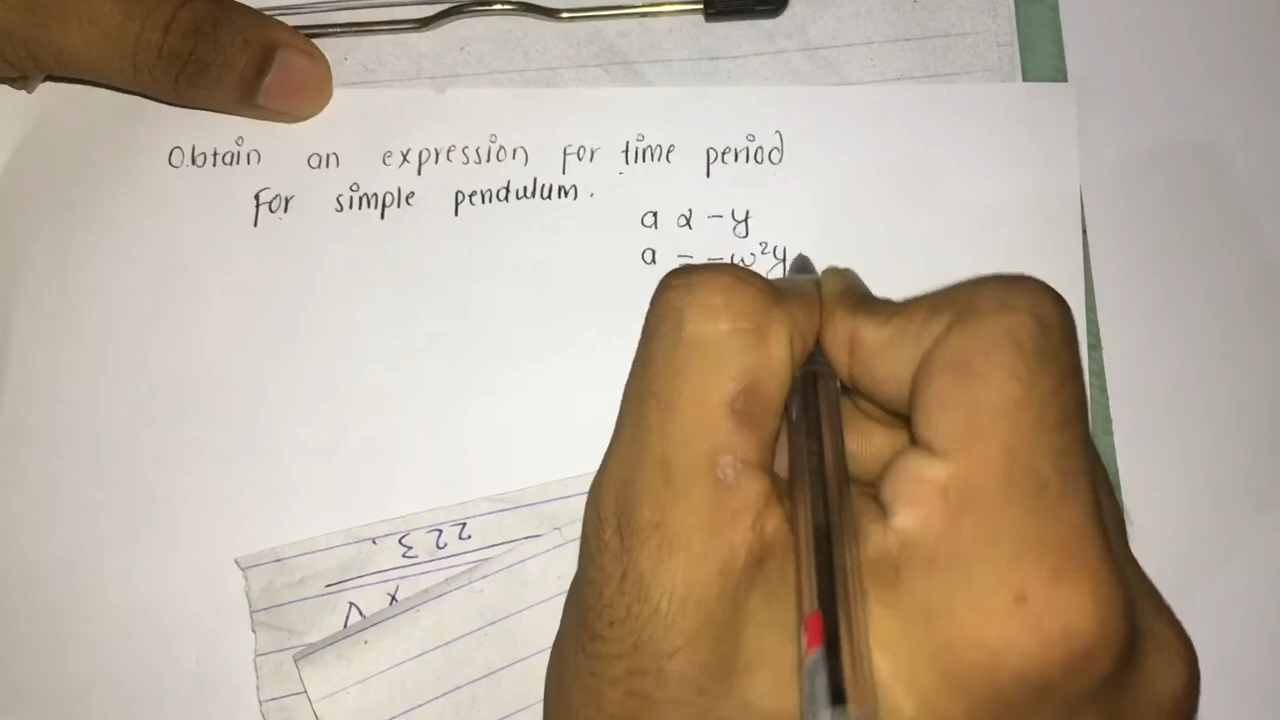 Obtain an expression for time period
for simple pendulum.
a α - y
a = - ω²y
223.